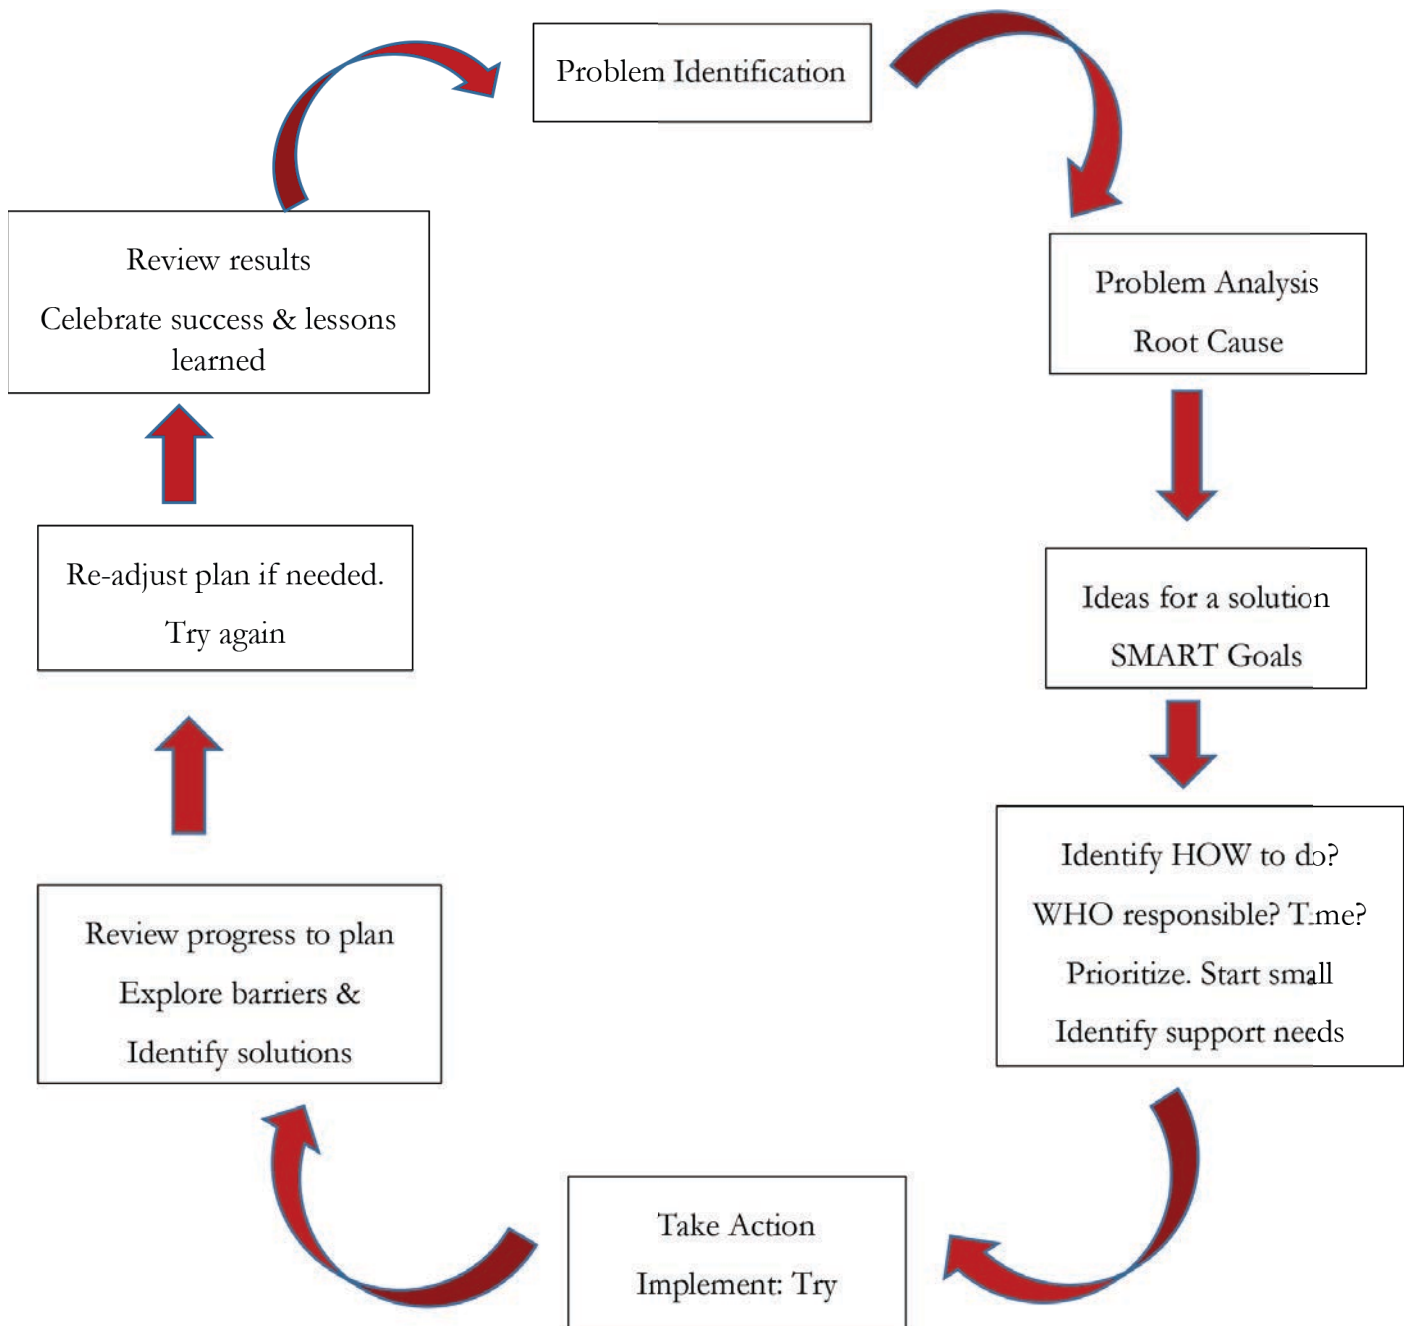 Problem Identification
Problem Analysis
Root Cause
Ideas for a solution
SMART Goals
Identify HOW to do?
WHO responsible? Time?
Prioritize. Start small
Identify support needs
Take Action
Implement: Try
Review progress to plan
Explore barriers &
Identify solutions
Re-adjust plan if needed.
Try again
Review results
Celebrate success & lessons
learned